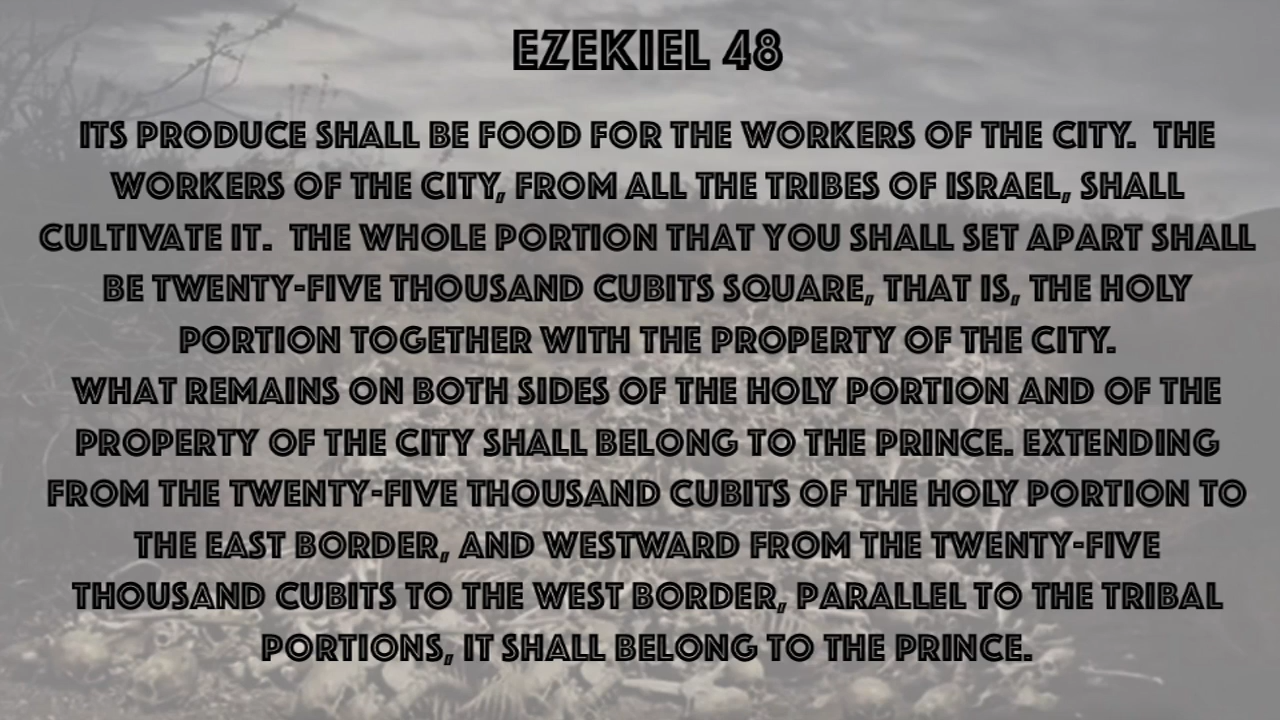 EZEKIEL 48
ITS PRODUCE SHALL BE FOOD FOR THE WORKERS OF THE CITY.  THE
WORKERS OF THE CITY, FROM ALL THE TRIBES OF ISRAEL, SHALL
CULTIVATE IT.  THE WHOLE PORTION THAT YOU SHALL SET APART SHALL
BE TWENTY-FIVE THOUSAND CUBITS SQUARE, THAT IS, THE HOLY
PORTION TOGETHER WITH THE PROPERTY OF THE CITY.
WHAT REMAINS ON BOTH SIDES OF THE HOLY PORTION AND OF THE
PROPERTY OF THE CITY SHALL BELONG TO THE PRINCE. EXTENDING
FROM THE TWENTY-FIVE THOUSAND CUBITS OF THE HOLY PORTION TO
THE EAST BORDER, AND WESTWARD FROM THE TWENTY-FIVE
THOUSAND CUBITS TO THE WEST BORDER, PARALLEL TO THE TRIBAL
PORTIONS, IT SHALL BELONG TO THE PRINCE.